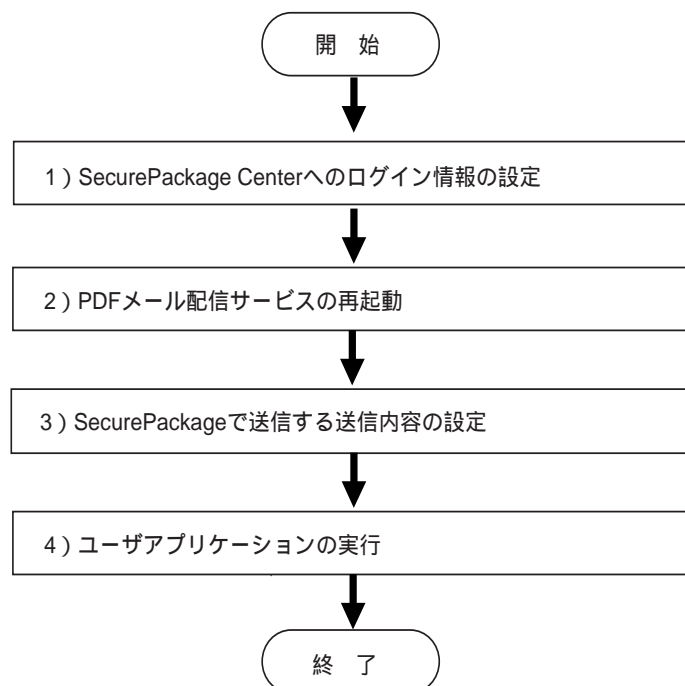 開　始
1）SecurePackage Centerへのログイン情報の設定
2）PDFメール配信サービスの再起動
3）SecurePackageで送信する送信内容の設定
4）ユーザアプリケーションの実行
終　了